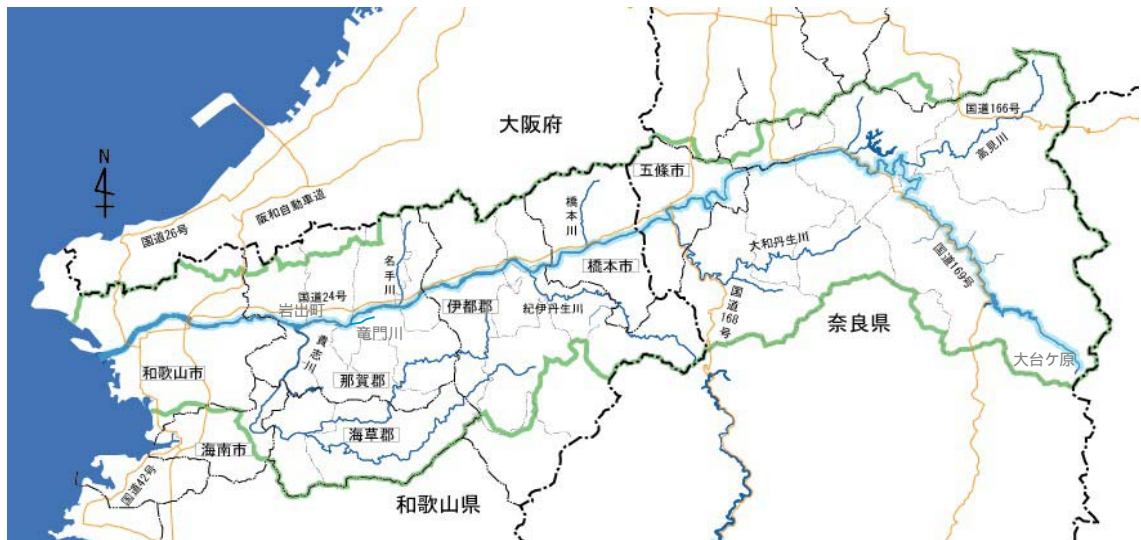 国道166号
大阪府
高見川
N
五條市
橋本川
阪和自動車道
国道26号
大和丹生川
名手川
橋本市
国道169号
国道24号
伊都郡
紀伊丹生川
岩出町
国道168号
奈良県
竜門川
貴志川
大台ケ原
和歌山市
那賀郡
海草郡
海南市
国道42号
和歌山県